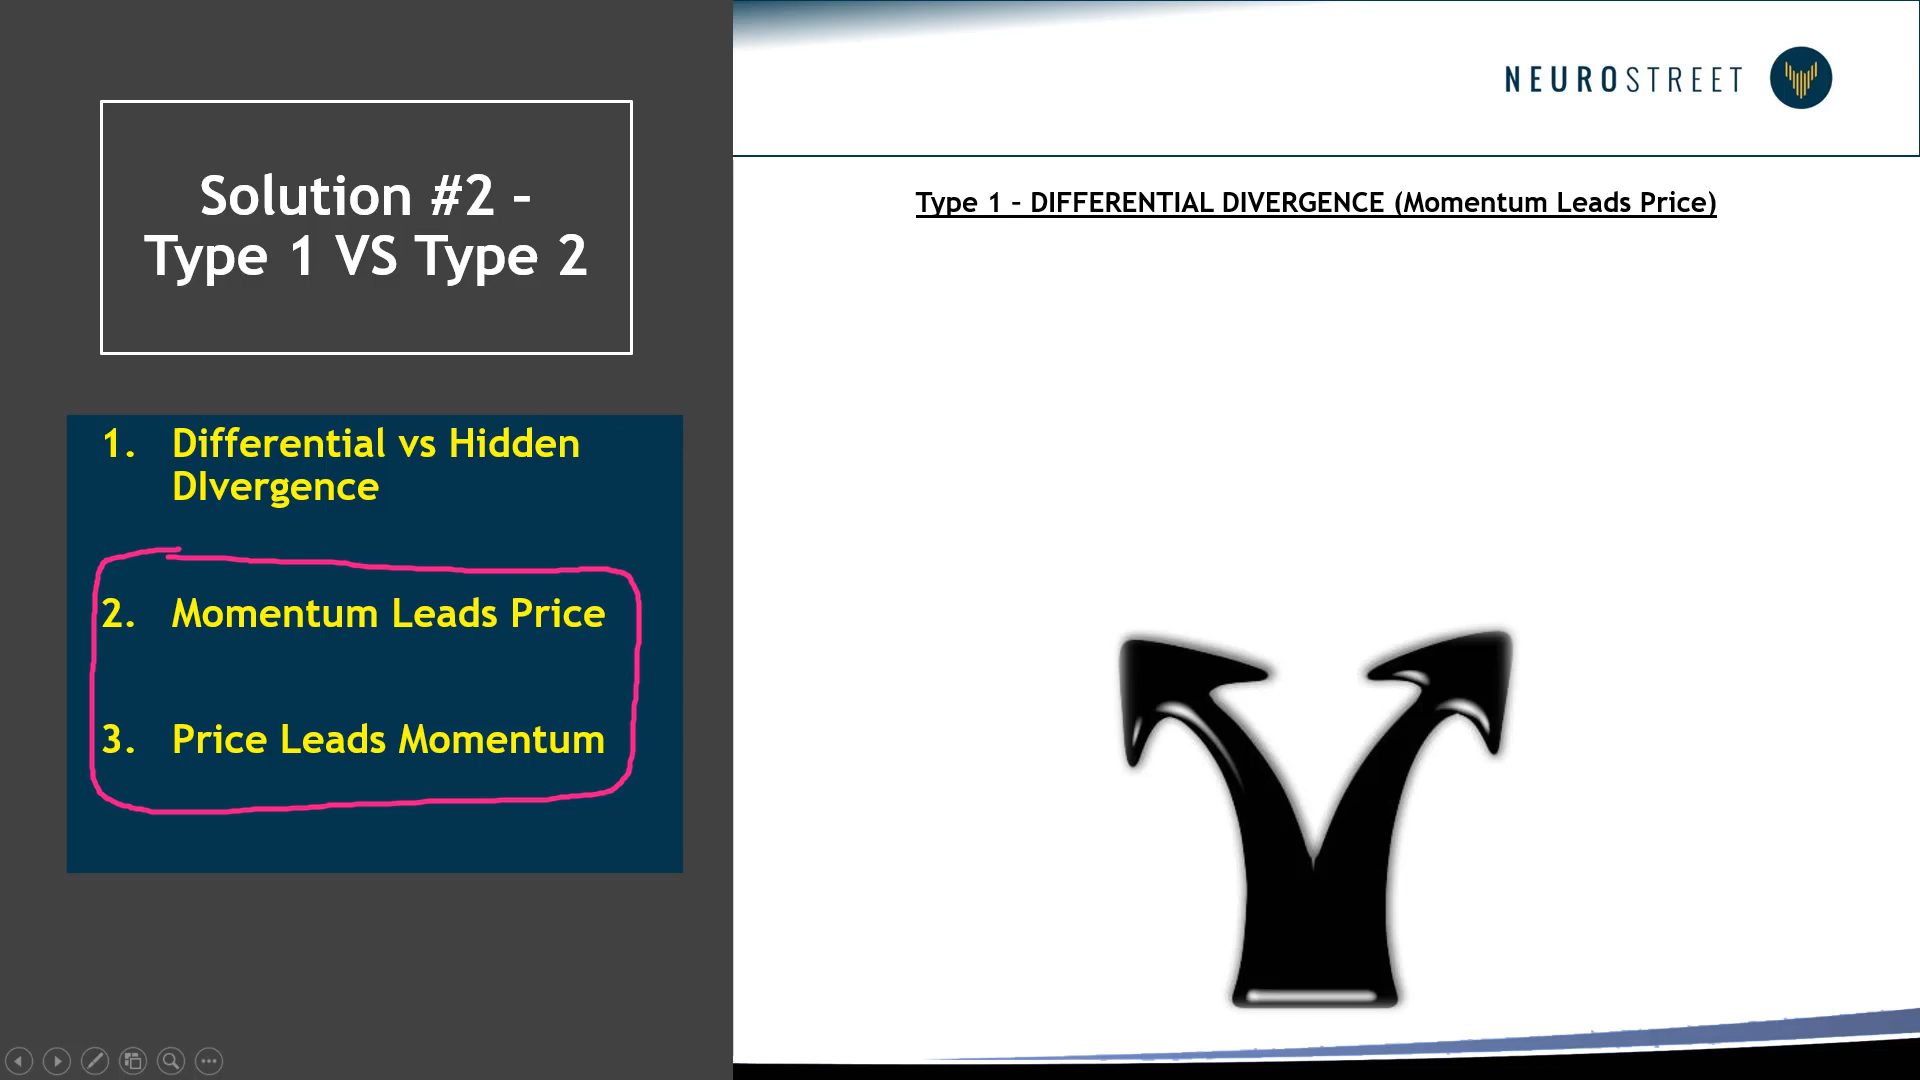 Solution #2 –
Type 1 VS Type 2
1. Differential vs Hidden
DIvergence
2. Momentum Leads Price
3. Price Leads Momentum
NEUROSTREET
Type 1 – DIFFERENTIAL DIVERGENCE (Momentum Leads Price)